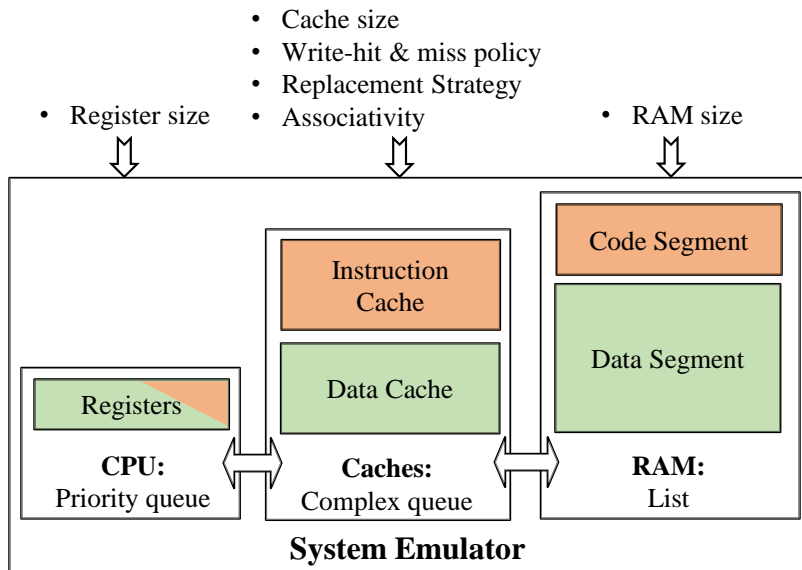 • Cache size
• Write-hit & miss policy
• Replacement Strategy
• Associativity
• Register size
• RAM size
Instruction
Cache
Data Cache
Code Segment
Data Segment
Registers
CPU:
Priority queue
Caches:
Complex queue
RAM:
List
System Emulator